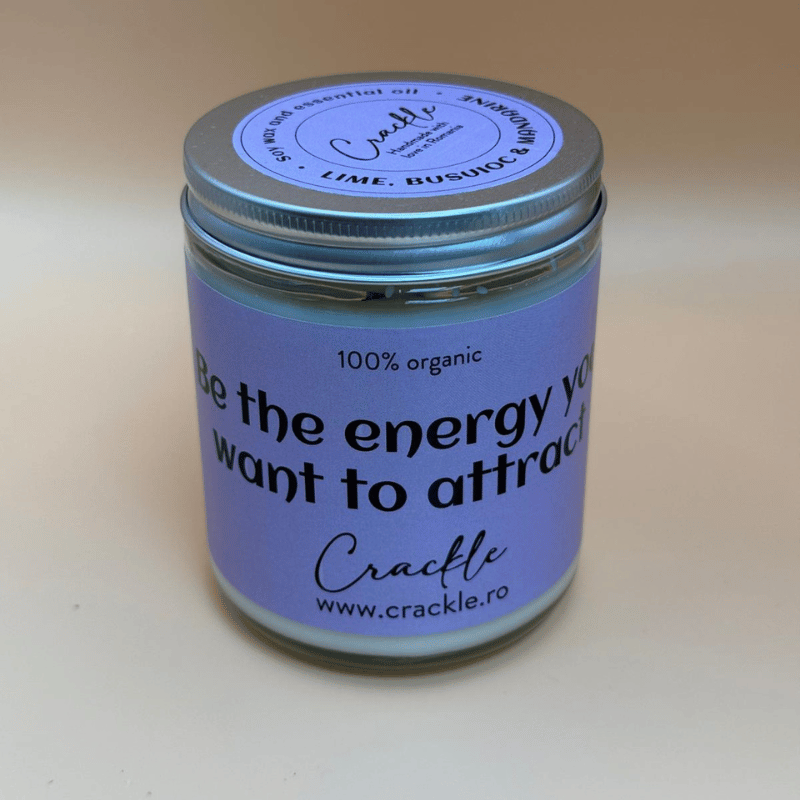 Soy wax and essential oil
Crackle
Handmade with
love in Romania
LIME, BUSUIOC & MANDARINE
100% organic
Be the energy you
want to attract
Crackle
www.crackle.ro